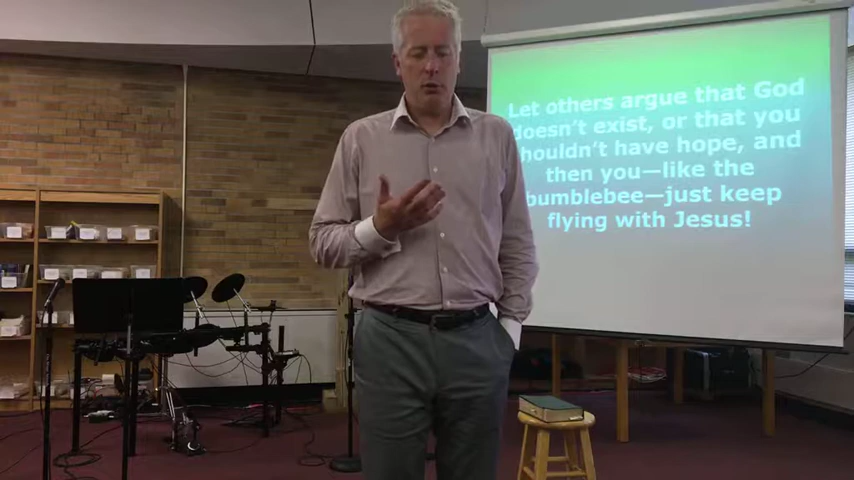 Let others argue that God
doesn't exist, or that you
shouldn't have hope, and
then you—like the
bumblebee—just keep
flying with Jesus!